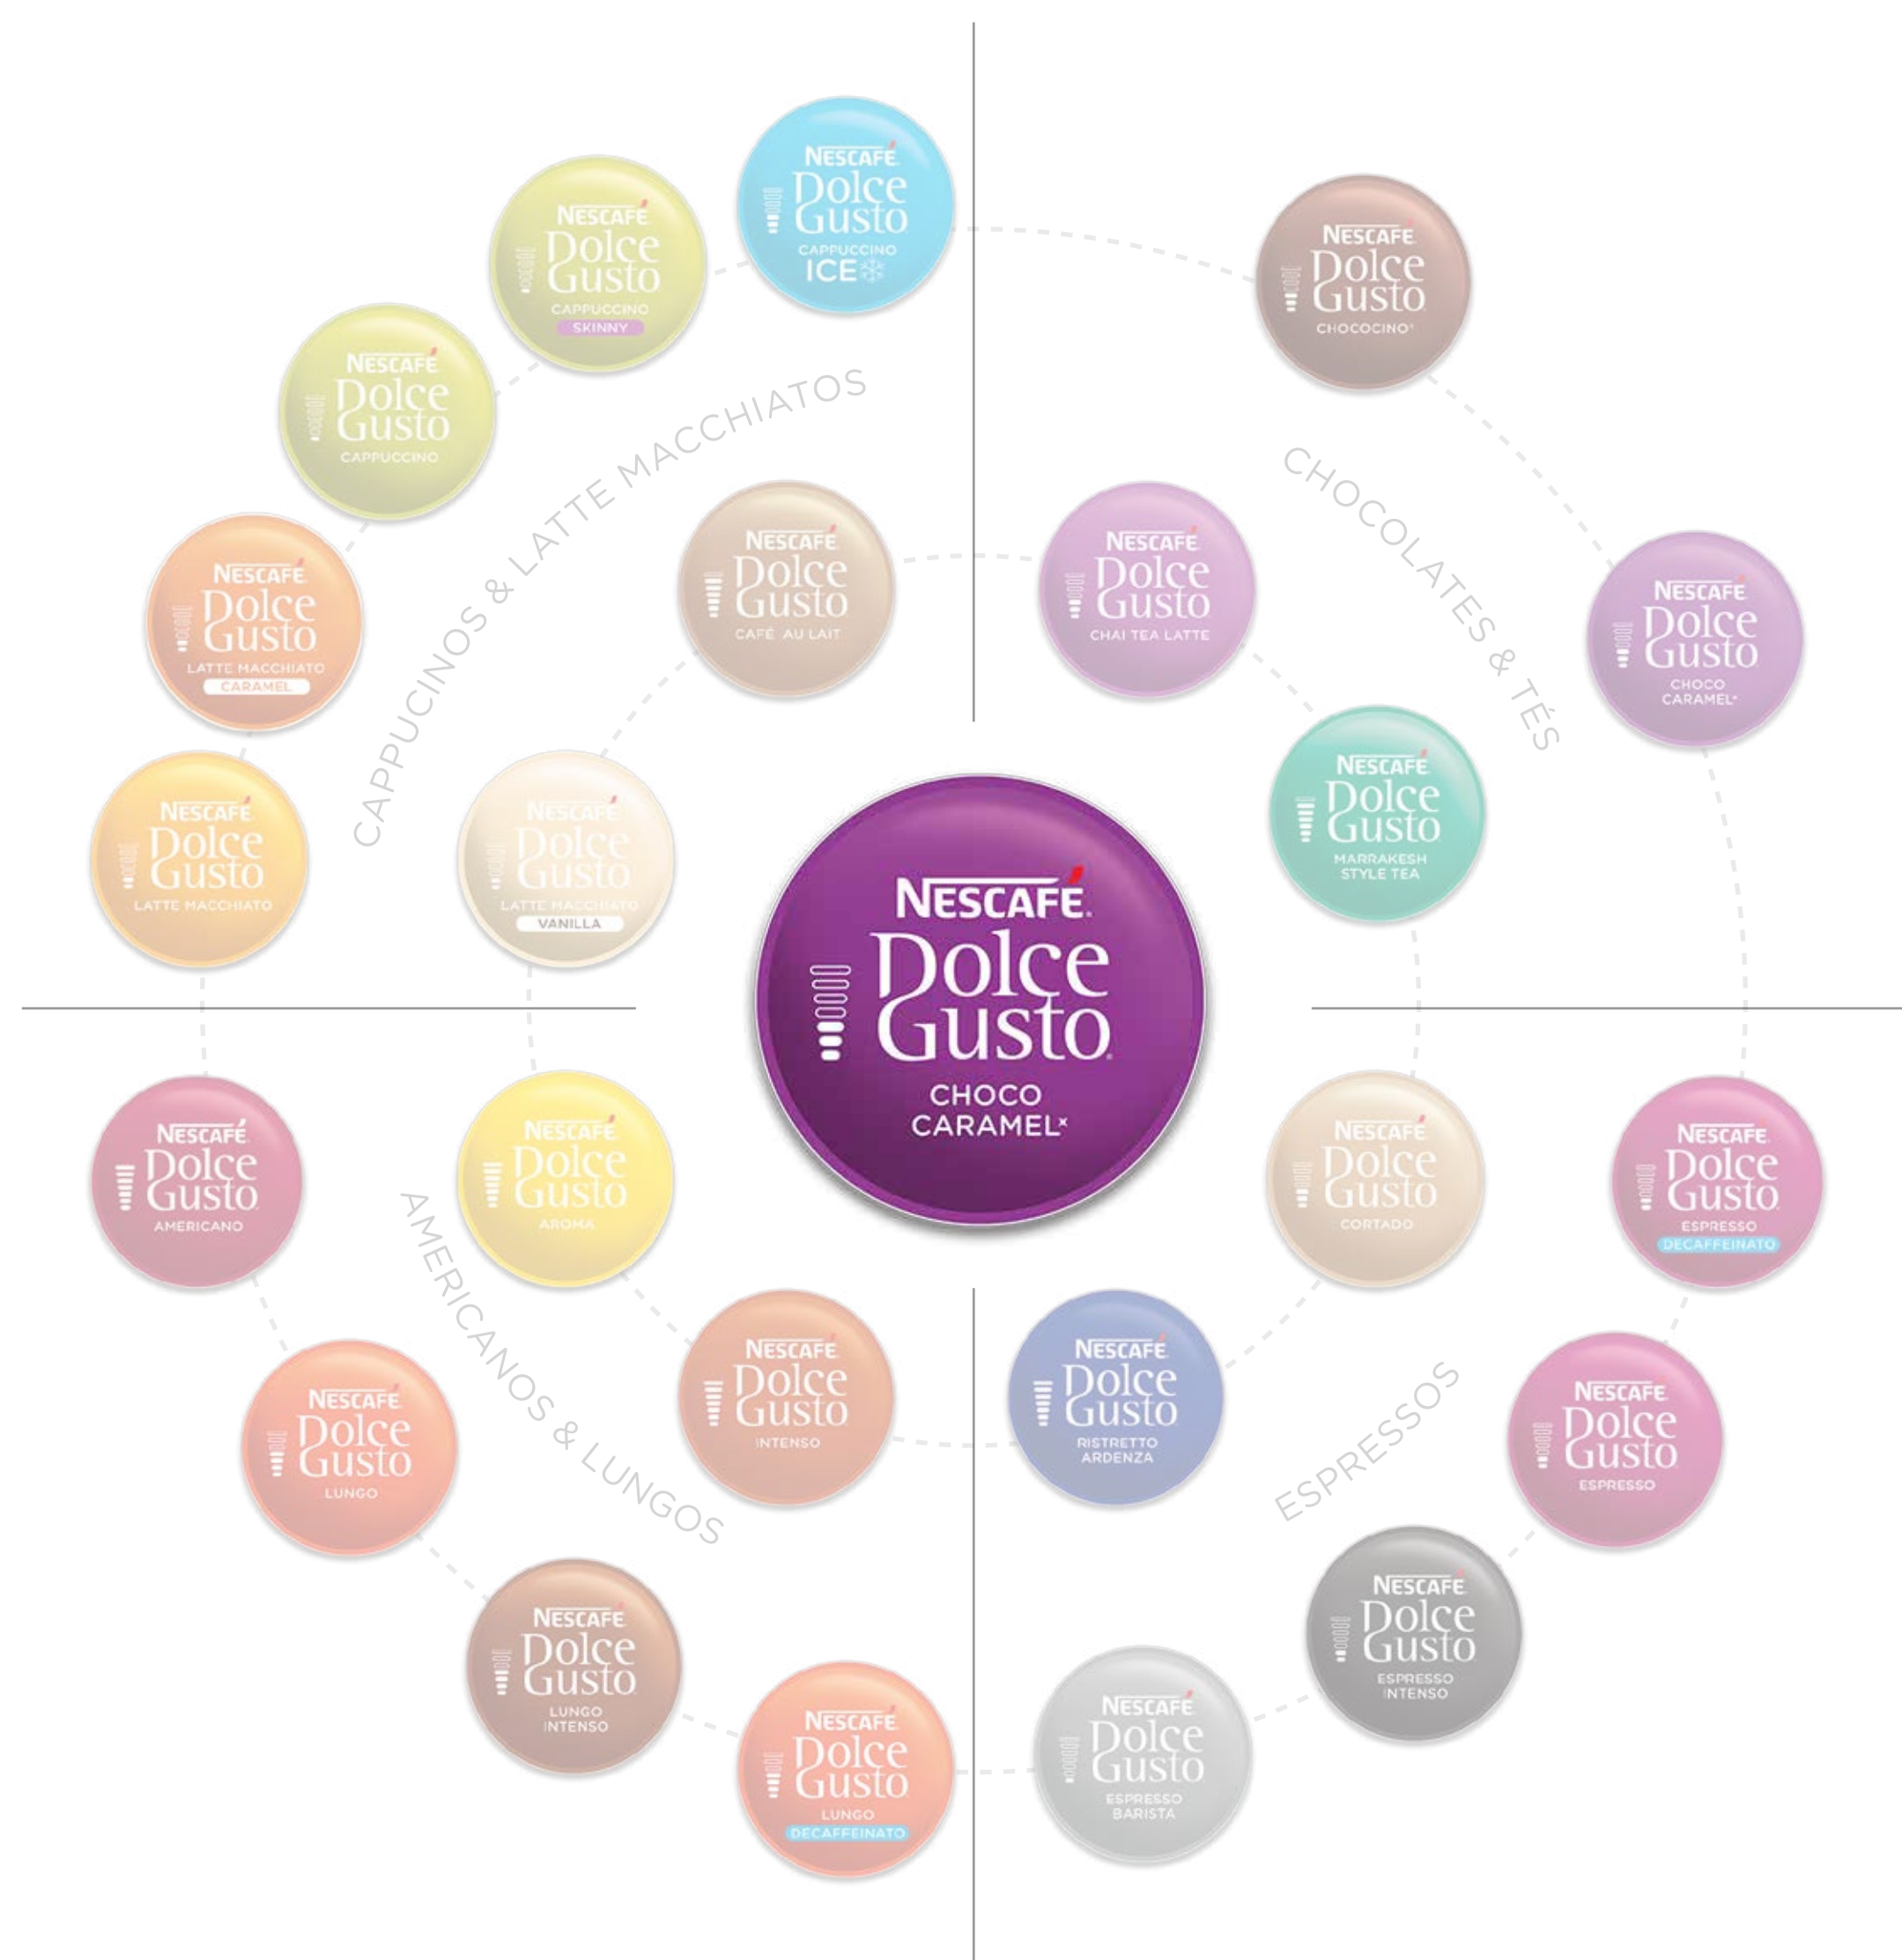 NESCAFÉ
Dolce
Gusto
CAPPUCCINO
ICE
NESCAFÉ
Dolce
Gusto
CAPPUCCINO
SKINNY
NESCAFÉ
Dolce
Gusto
CAPPUCCINO
NESCAFÉ
Dolce
Gusto
LATTE MACCHIATO
CARAMEL
NESCAFÉ
Dolce
Gusto
LATTE MACCHIATO
CAPPUCINOS & LATTE MACCHIATOS
NESCAFÉ
Dolce
Gusto
CAFÉ AU LAIT
NESCAFÉ
Dolce
Gusto
LATTE MACCHIATO
VANILLA
NESCAFÉ
Dolce
Gusto
CHOCOCINO*
NESCAFÉ
Dolce
Gusto
CHOCO
CARAMEL*
CHOCOLATES & TÉS
NESCAFÉ
Dolce
Gusto
CHAI TEA LATTE
NESCAFÉ
Dolce
Gusto
MARRAKESH
STYLE TEA
NESCAFÉ
Dolce
Gusto
CHOCO
CARAMEL*
NESCAFÉ
Dolce
Gusto
AMERICANO
NESCAFÉ
Dolce
Gusto
AROMA
AMERICANOS & LUNGOS
NESCAFÉ
Dolce
Gusto
INTENSO
NESCAFÉ
Dolce
Gusto
LUNGO
NESCAFÉ
Dolce
Gusto
LUNGO
INTENSO
NESCAFÉ
Dolce
Gusto
LUNGO
DECAFFEINATO
NESCAFÉ
Dolce
Gusto
CORTADO
NESCAFÉ
Dolce
Gusto
ESPRESSO
DECAFFEINATO
NESCAFÉ
Dolce
Gusto
RISTRETTO
ARDENZA
ESPRESSOS
NESCAFÉ
Dolce
Gusto
ESPRESSO
NESCAFÉ
Dolce
Gusto
ESPRESSO
INTENSO
NESCAFÉ
Dolce
Gusto
ESPRESSO
BARISTA